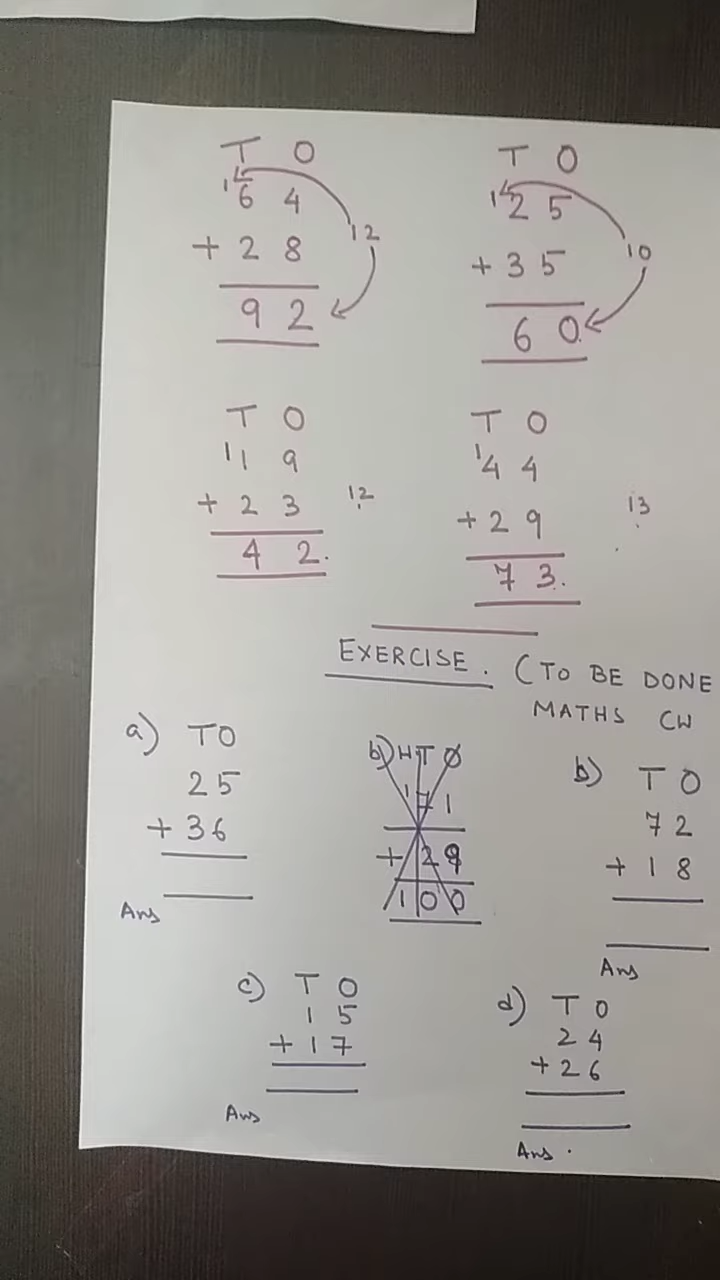 T O
1 6 4
12
+ 2 8
9 2
T O
1 2 5
10
+ 3 5
6 0.
T O
1 1 9
+ 2 3
12
4 2.
T O
1 4 4
+ 2 9
13
7 3.
EXERCISE. (TO BE DONE
MATHS CW
a) T O
2 5
+ 3 6
Ans
b) H T O
1 7 1
+ 2 9
1 0 0
b) T O
7 2
+ 1 8
Ans
c) T O
1 5
+ 1 7
Ans
d) T O
2 4
+ 2 6
Ans.